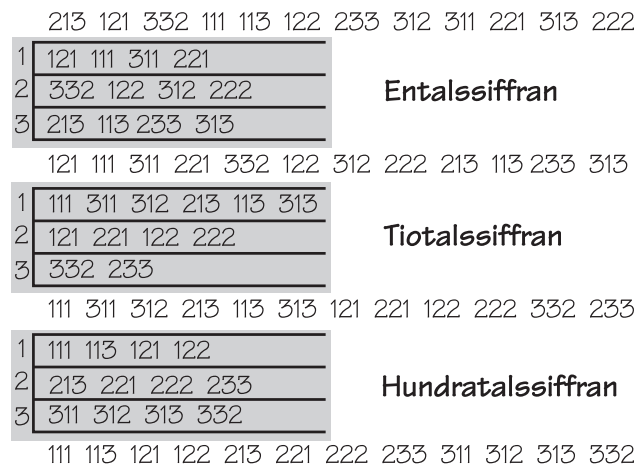 213 121 332 111 113 122 233 312 311 221 313 222
1 121 111 311 221
2 332 122 312 222 Entalssiffran
3 213 113 233 313
121 111 311 221 332 122 312 222 213 113 233 313
1 111 311 312 213 113 313
2 121 221 122 222 Tiotalssiffran
3 332 233
111 311 312 213 113 313 121 221 122 222 332 233
1 111 113 121 122
2 213 221 222 233 Hundratalssiffran
3 311 312 313 332
111 113 121 122 213 221 222 233 311 312 313 332